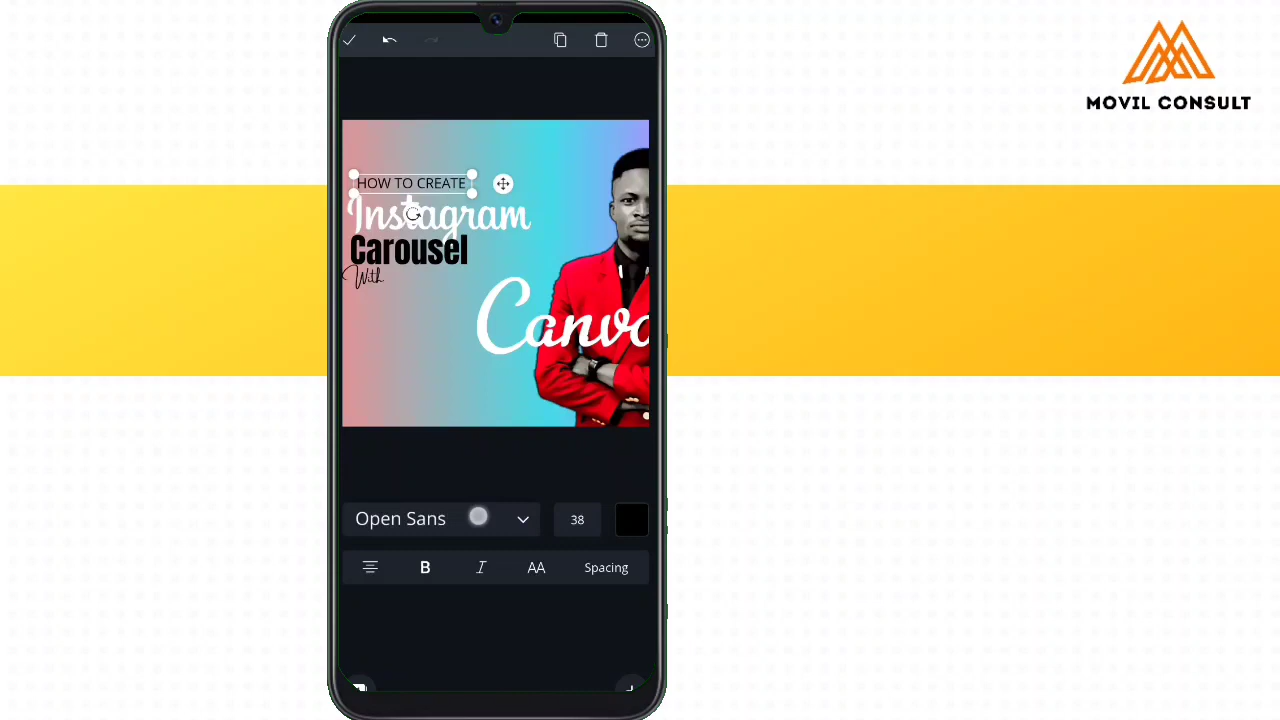 MOVIL CONSULT
HOW TO CREATE
Instagram
Carousel
With
Canva
Open Sans
38
B
I
AA
Spacing